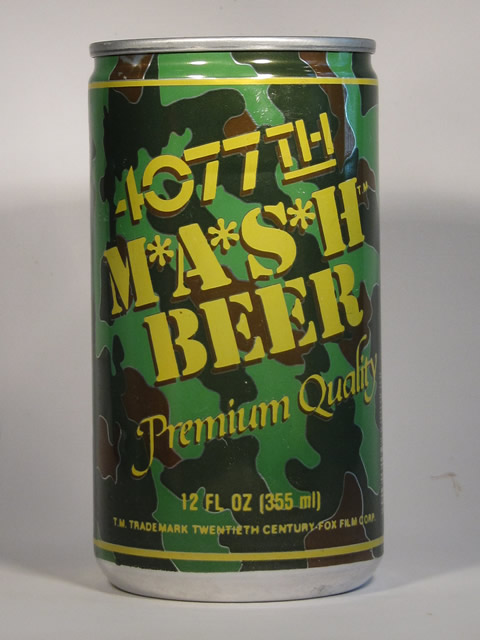 4077TH
M*A*S*H™
BEER
Premium Quality
12 FL OZ (355 ml)
T.M. TRADEMARK TWENTIETH CENTURY-FOX FILM CORP.